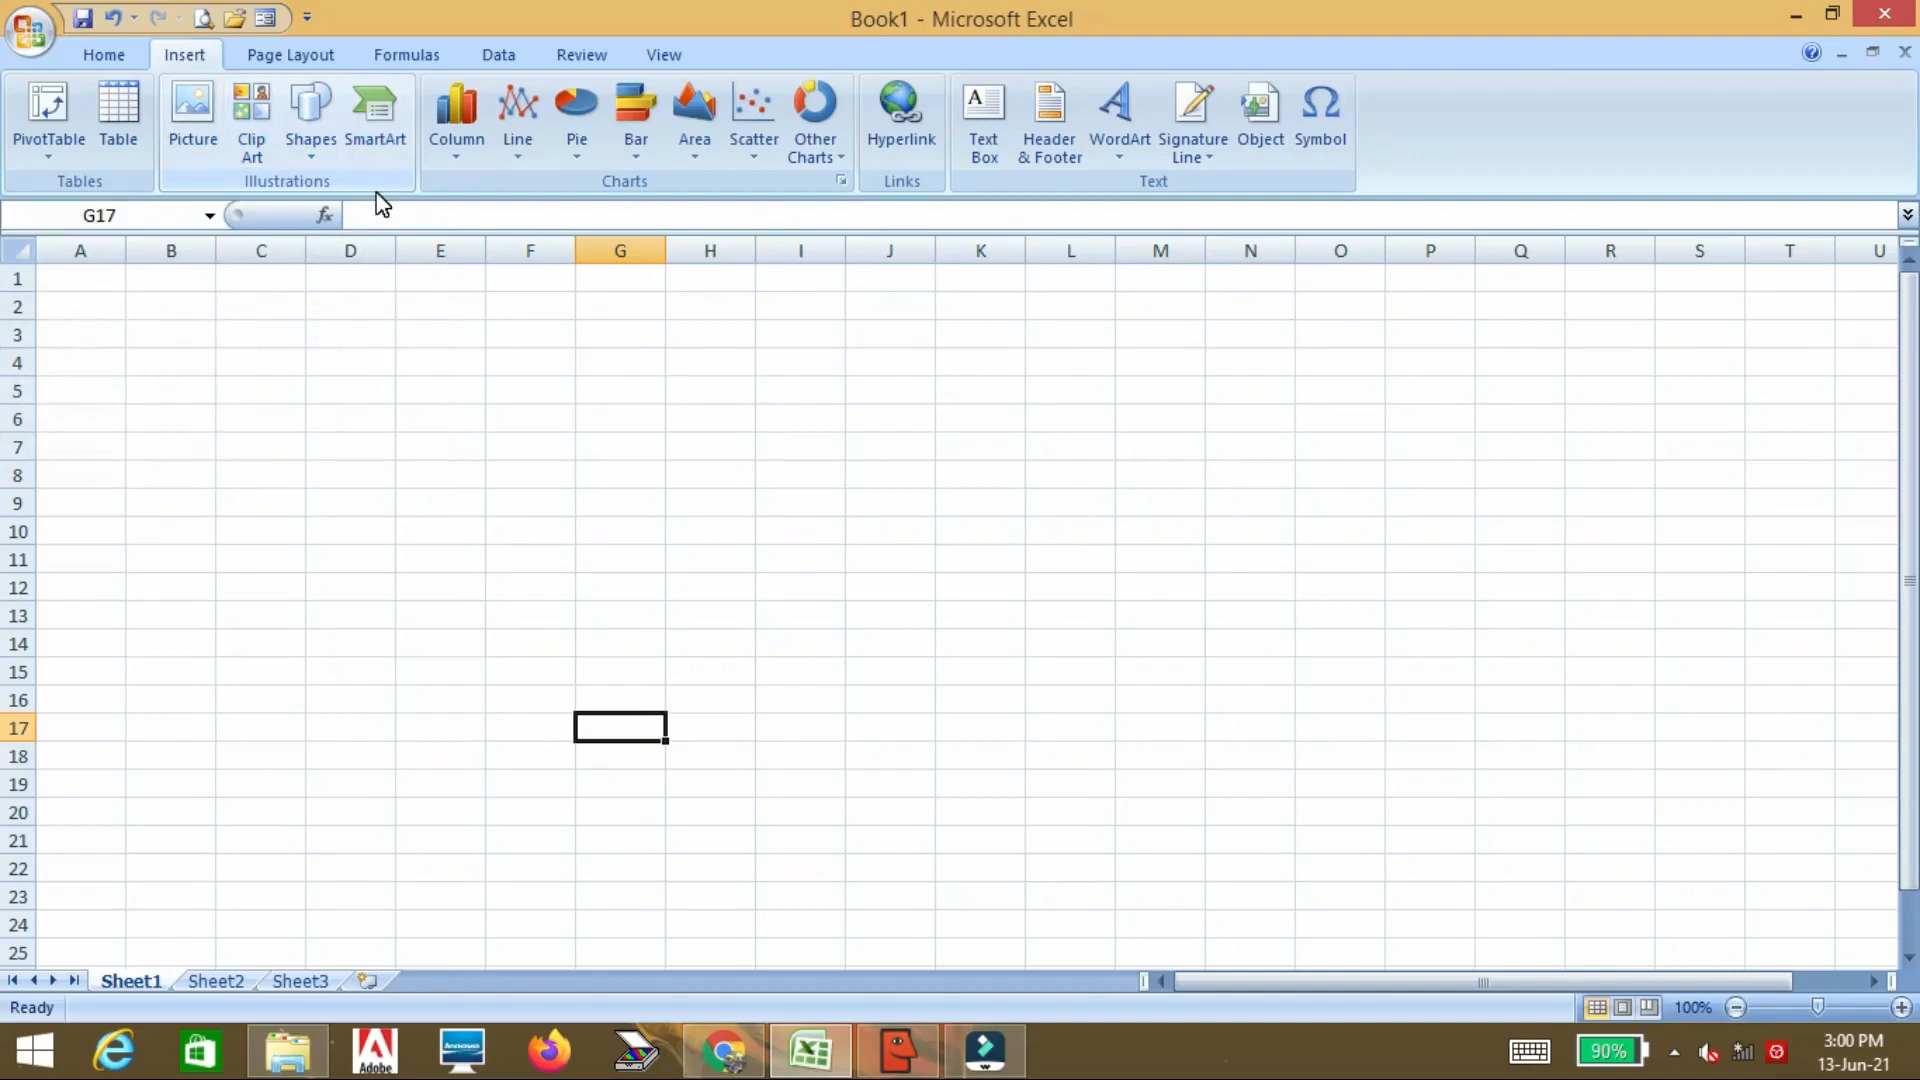 Book1 - Microsoft Excel
Home Insert Page Layout Formulas Data Review View
PivotTable Table Picture Clip Art Shapes SmartArt Column Line Pie Bar Area Scatter Other Charts Hyperlink Text Box Header & Footer WordArt Signature Line Object Symbol
Tables Illustrations Charts Links Text
G17 fx
A B C D E F G H I J K L M N O P Q R S T U
1
2
3
4
5
6
7
8
9
10
11
12
13
14
15
16
17
18
19
20
21
22
23
24
25
Sheet1 Sheet2 Sheet3
Ready 100%
Adobe lenovo 90% 3:00 PM
13-Jun-21